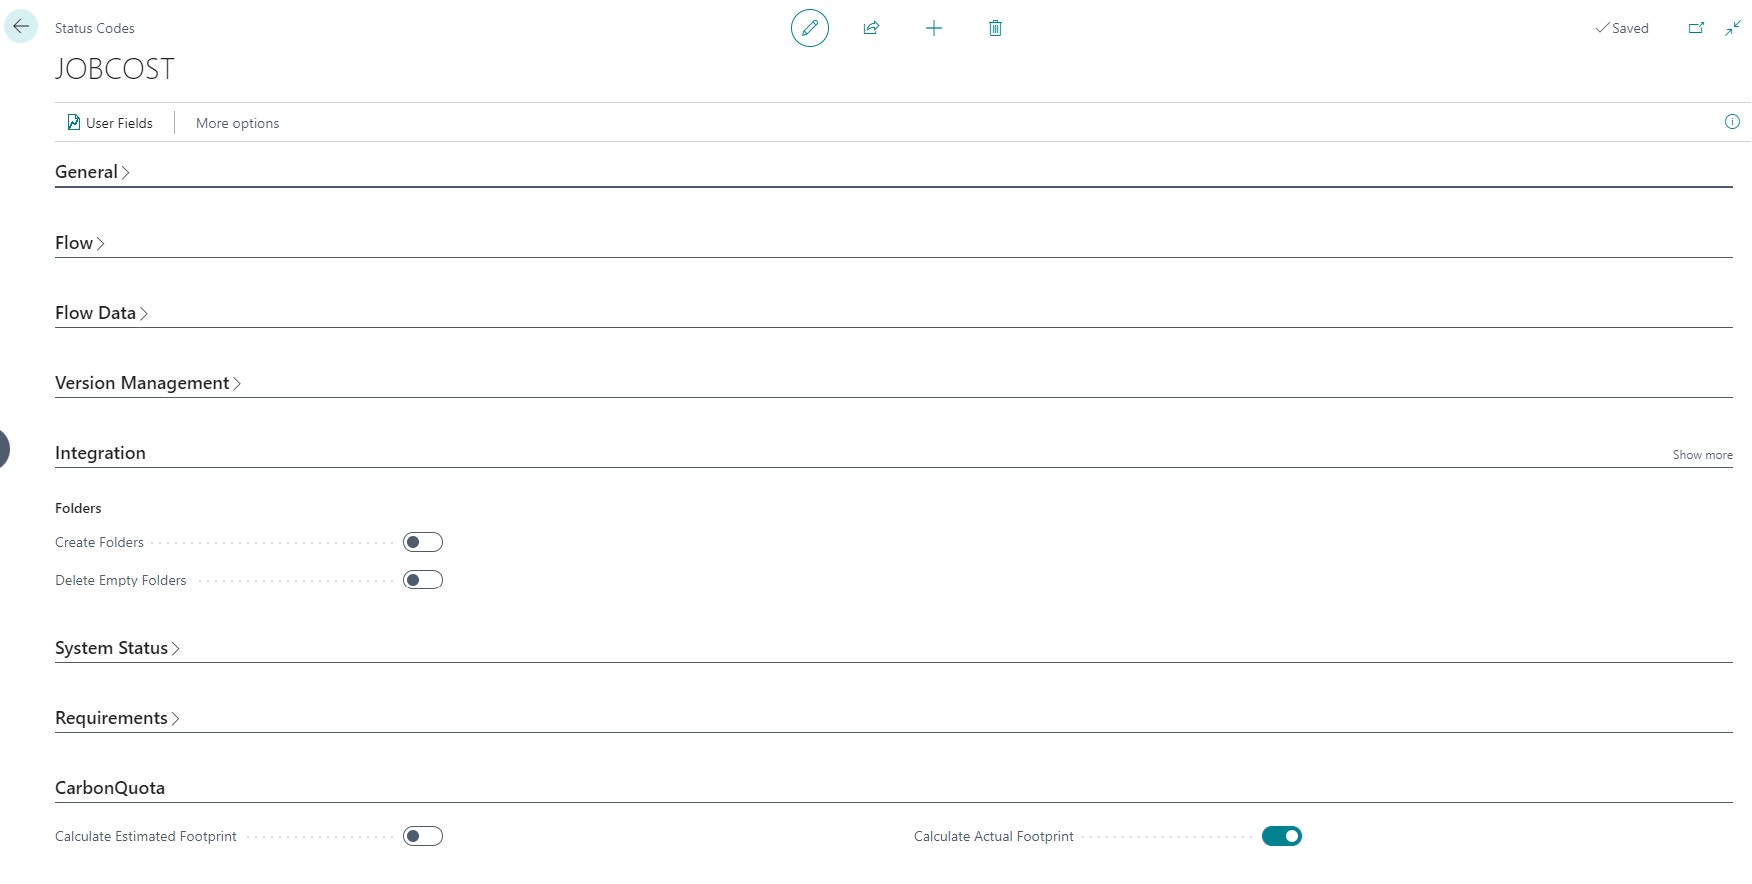 Status Codes
Saved
JOBCOST
User Fields
More options
General
Flow
Flow Data
Version Management
Integration
Show more
Folders
Create Folders
Delete Empty Folders
System Status
Requirements
CarbonQuota
Calculate Estimated Footprint
Calculate Actual Footprint